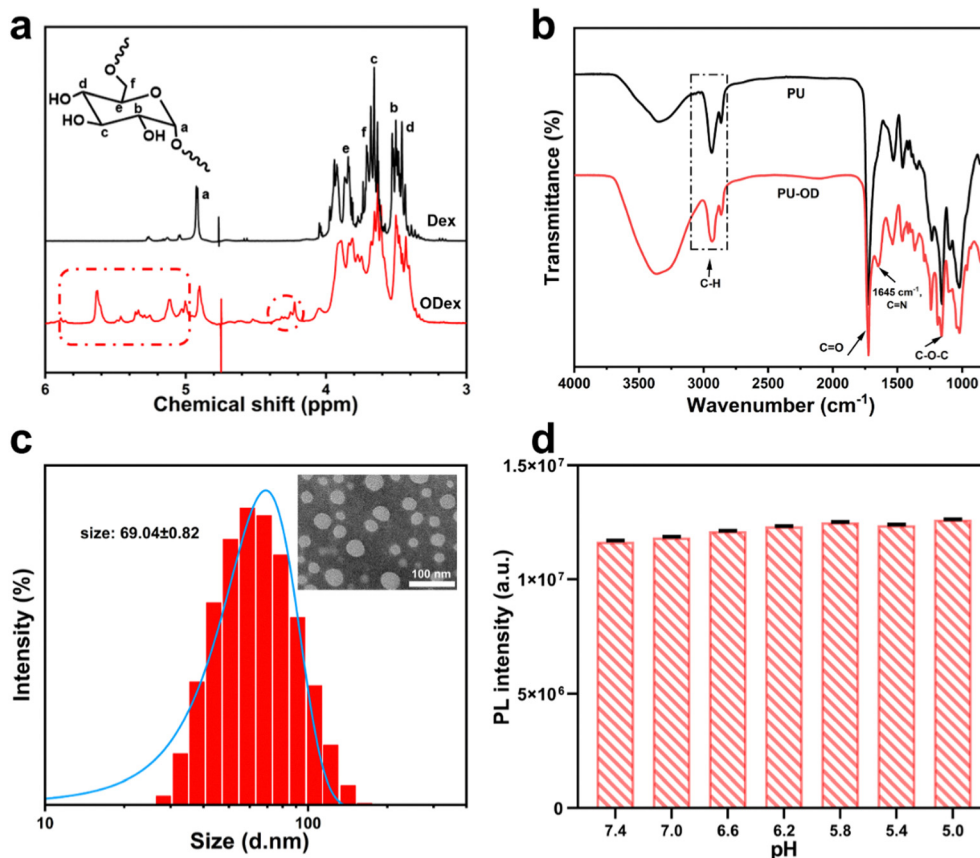 a
O
f
d
HO
O
e
HO
b
c
OH
a
O
a
e
f
c
b
d
Dex
ODex
6
5
4
3
Chemical shift (ppm)
b
Transmittance (%)
PU
PU-OD
C-H
1645 cm⁻¹,
C=N
C=O
C-O-C
4000
3500
3000
2500
2000
1500
1000
Wavenumber (cm⁻¹)
c
Intensity (%)
size: 69.04±0.82
100 nm
10
100
Size (d.nm)
d
PL intensity (a.u.)
1.5×10⁷
1×10⁷
5×10⁶
0
7.4
7.0
6.6
6.2
5.8
5.4
5.0
pH